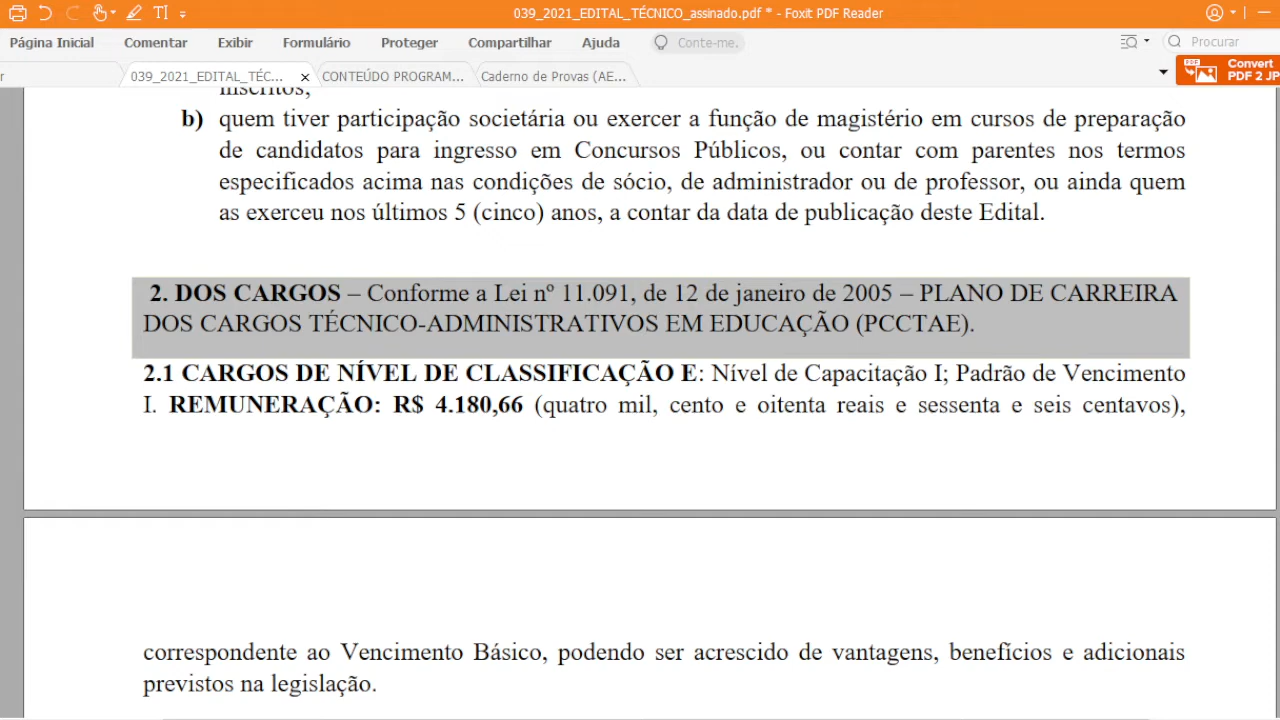 039_2021_EDITAL_TÉCNICO_assinado.pdf * - Foxit PDF Reader
Página Inicial Comentar Exibir Formulário Proteger Compartilhar Ajuda Conte-me. Procurar
r 039_2021_EDITAL_TÉC... × CONTEÚDO PROGRAM... Caderno de Provas (AE... Convert
PDF 2 JP
inscritos;
b) quem tiver participação societária ou exercer a função de magistério em cursos de preparação
de candidatos para ingresso em Concursos Públicos, ou contar com parentes nos termos
especificados acima nas condições de sócio, de administrador ou de professor, ou ainda quem
as exerceu nos últimos 5 (cinco) anos, a contar da data de publicação deste Edital.
2. DOS CARGOS – Conforme a Lei nº 11.091, de 12 de janeiro de 2005 – PLANO DE CARREIRA
DOS CARGOS TÉCNICO-ADMINISTRATIVOS EM EDUCAÇÃO (PCCTAE).
2.1 CARGOS DE NÍVEL DE CLASSIFICAÇÃO E: Nível de Capacitação I; Padrão de Vencimento
I. REMUNERAÇÃO: R$ 4.180,66 (quatro mil, cento e oitenta reais e sessenta e seis centavos),
correspondente ao Vencimento Básico, podendo ser acrescido de vantagens, benefícios e adicionais
previstos na legislação.